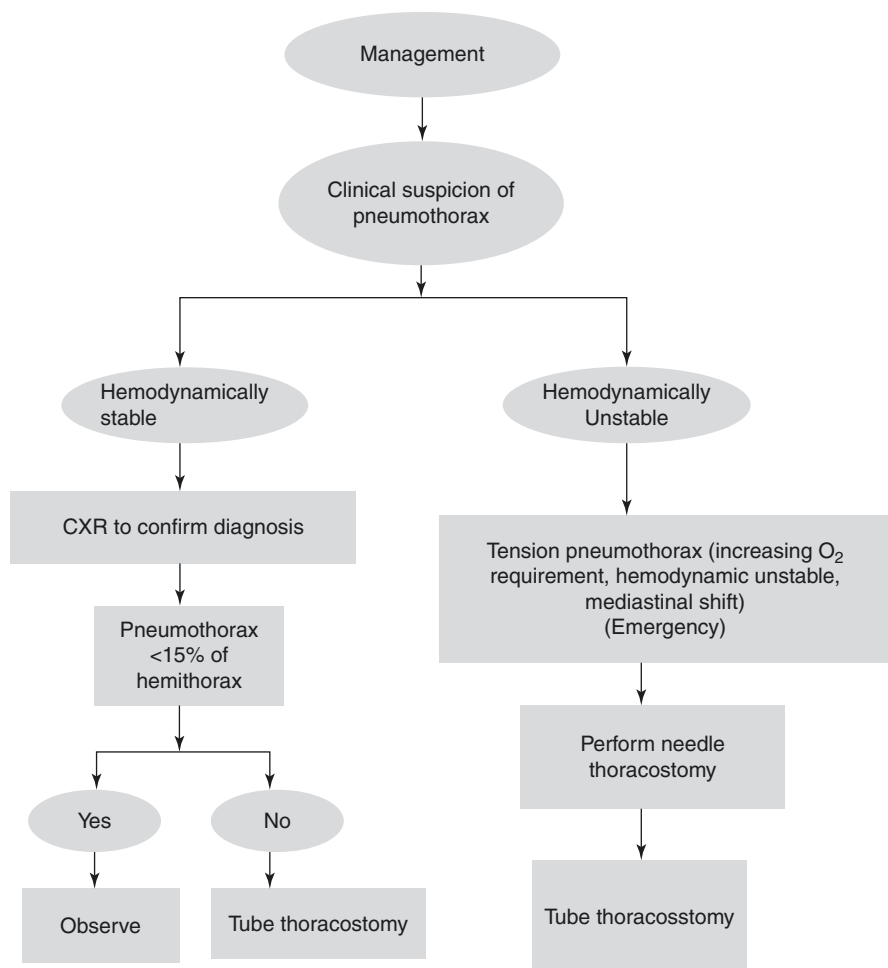 Management
Clinical suspicion of
pneumothorax
Hemodynamically
stable
Hemodynamically
Unstable
CXR to confirm diagnosis
Tension pneumothorax (increasing O₂
requirement, hemodynamic unstable,
mediastinal shift)
(Emergency)
Pneumothorax
<15% of
hemithorax
Perform needle
thoracostomy
Yes
No
Observe
Tube thoracostomy
Tube thoracosstomy